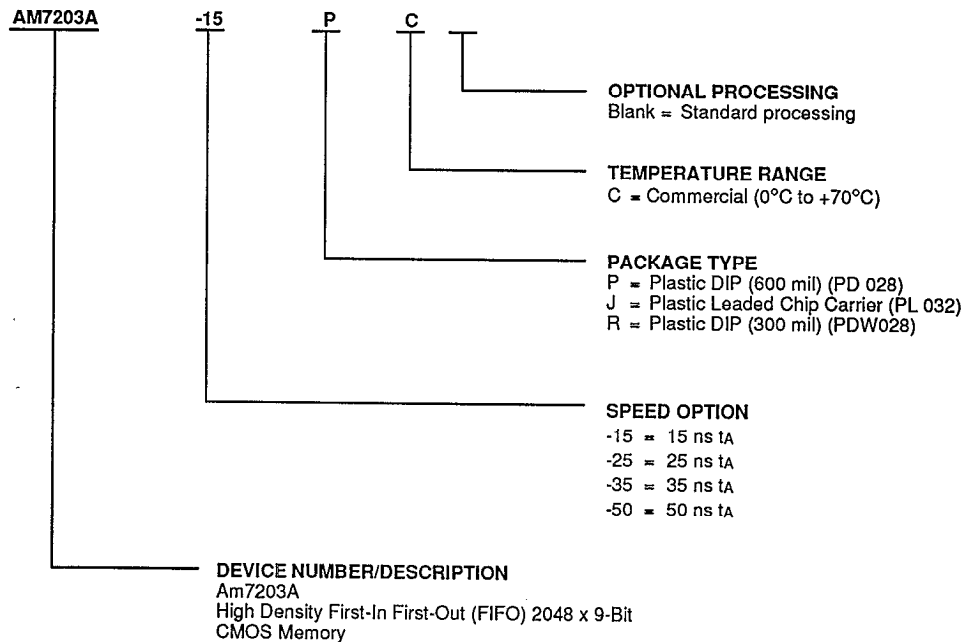 AM7203A -15 P C
OPTIONAL PROCESSING
Blank = Standard processing
TEMPERATURE RANGE
C = Commercial (0°C to +70°C)
PACKAGE TYPE
P = Plastic DIP (600 mil) (PD 028)
J = Plastic Leaded Chip Carrier (PL 032)
R = Plastic DIP (300 mil) (PDW028)
SPEED OPTION
-15 = 15 ns tA
-25 = 25 ns tA
-35 = 35 ns tA
-50 = 50 ns tA
DEVICE NUMBER/DESCRIPTION
Am7203A
High Density First-In First-Out (FIFO) 2048 x 9-Bit
CMOS Memory